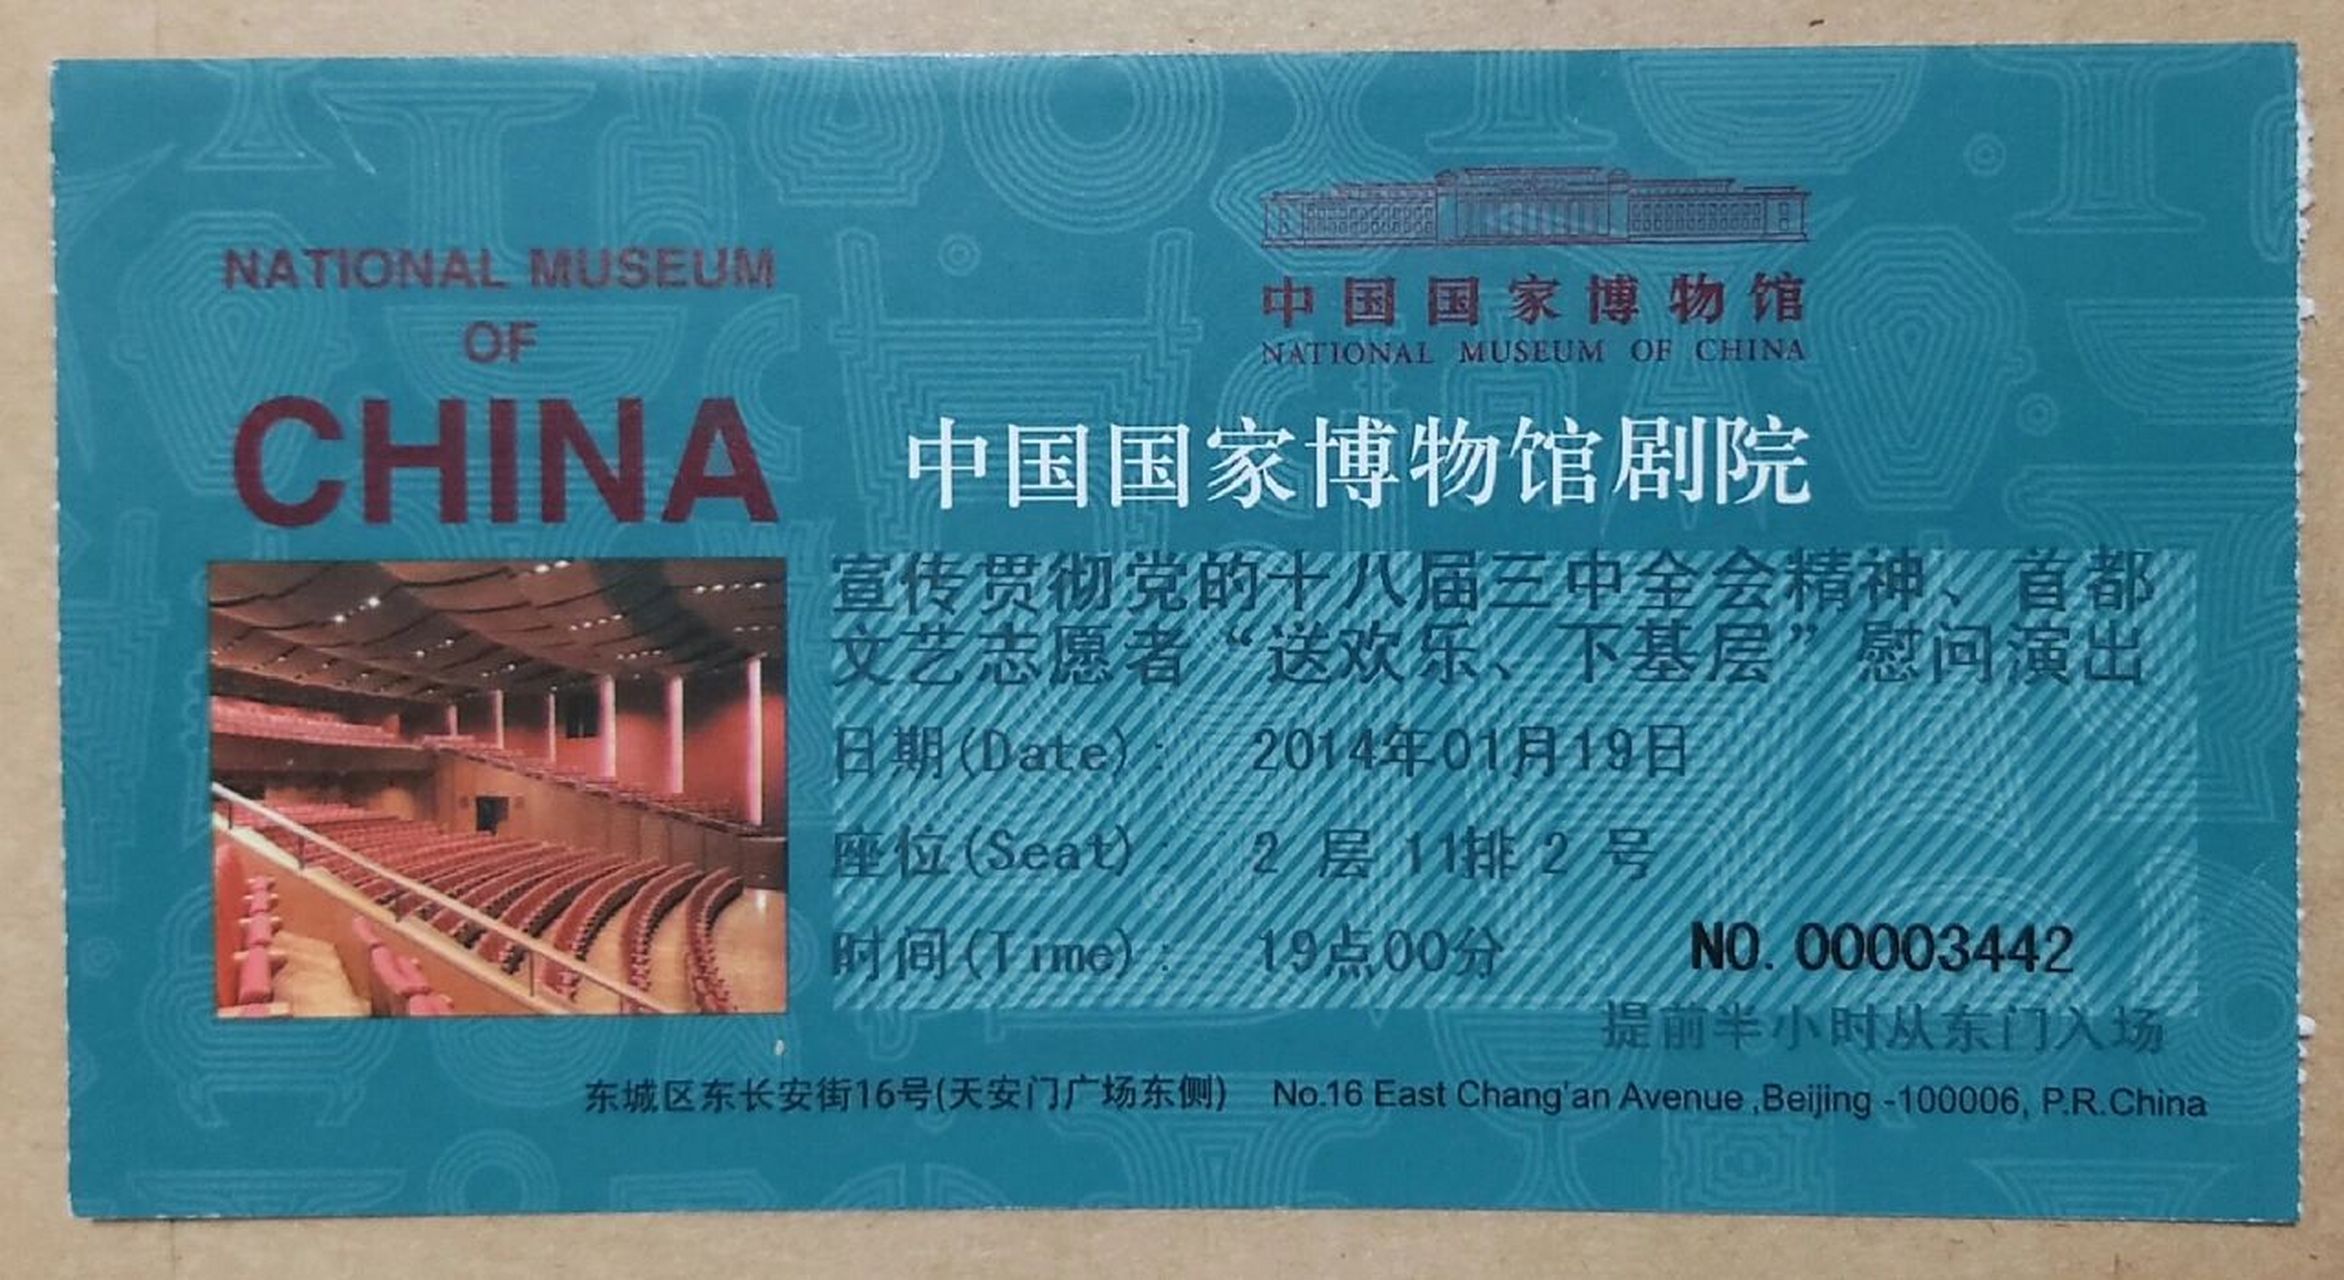 NATIONAL MUSEUM
OF
CHINA
中国国家博物馆
NATIONAL MUSEUM OF CHINA
中国国家博物馆剧院
宣传贯彻党的十八届三中全会精神、首都
文艺志愿者“送欢乐、下基层”慰问演出
日期(Date): 2014年01月19日
座位(Seat): 2 层 11排 2 号
时间(Time): 19点00分
NO. 00003442
提前半小时从东门入场
东城区东长安街16号(天安门广场东侧) No.16 East Chang'an Avenue ,Beijing -100006, P.R.China